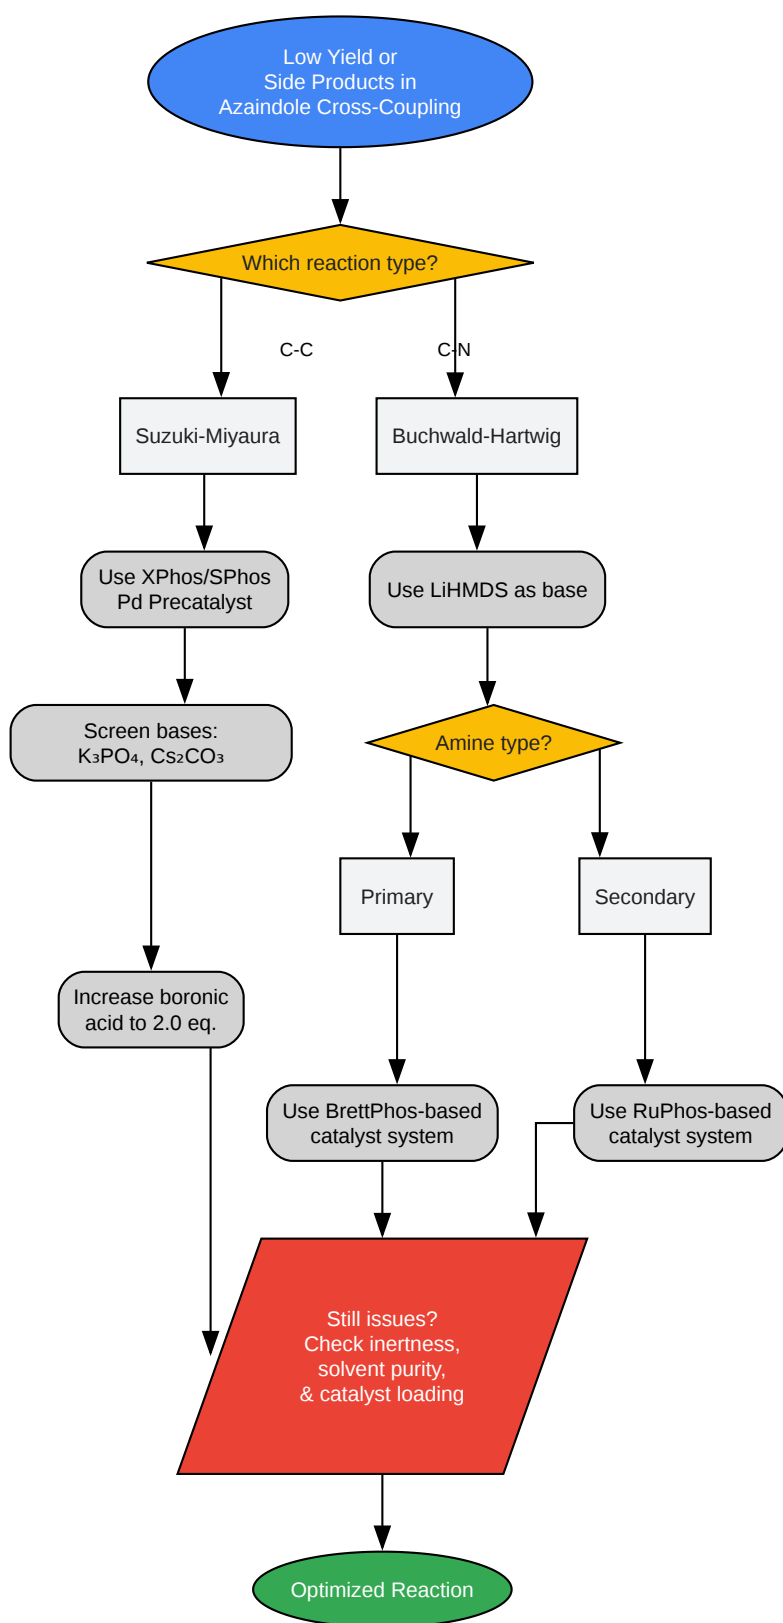 Low Yield or
Side Products in
Azaindole Cross-Coupling
Which reaction type?
C-C
C-N
Suzuki-Miyaura
Buchwald-Hartwig
Use XPhos/SPhos
Pd Precatalyst
Use LiHMDS as base
Screen bases:
K₃PO₄, Cs₂CO₃
Amine type?
Primary
Secondary
Increase boronic
acid to 2.0 eq.
Use BrettPhos-based
catalyst system
Use RuPhos-based
catalyst system
Still issues?
Check inertness,
solvent purity,
& catalyst loading
Optimized Reaction